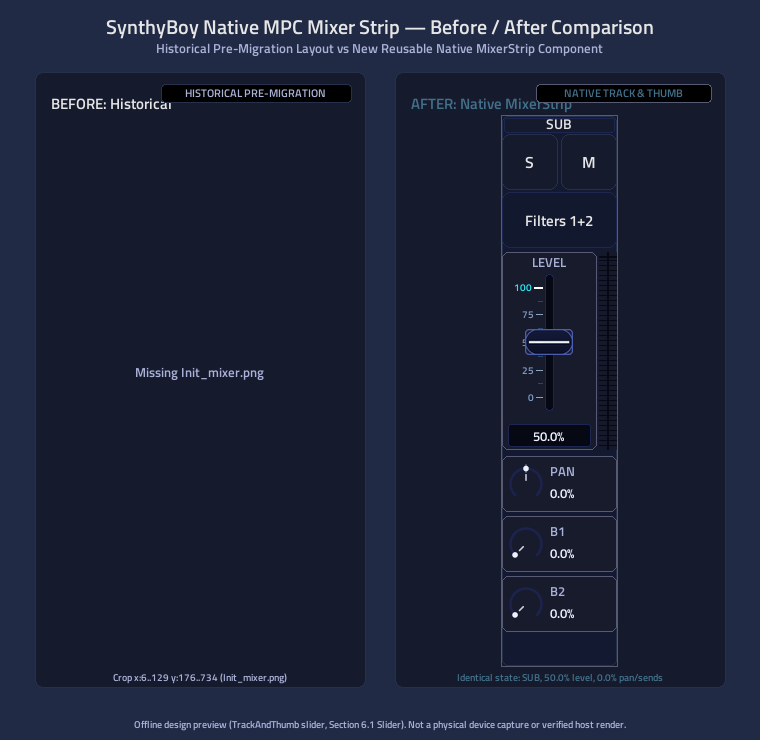 SynthyBoy Native MPC Mixer Strip — Before / After Comparison
Historical Pre-Migration Layout vs New Reusable Native MixerStrip Component
HISTORICAL PRE-MIGRATION
BEFORE: Historical
Missing Init_mixer.png
Crop x:6..129 y:176..734 (Init_mixer.png)
NATIVE TRACK & THUMB
AFTER: Native MixerStrip
SUB
S M
Filters 1+2
LEVEL
100
75
25
0
50.0%
PAN
0.0%
B1
0.0%
B2
0.0%
Identical state: SUB, 50.0% level, 0.0% pan/sends
Offline design preview (TrackAndThumb slider, Section 6.1 Slider). Not a physical device capture or verified host render.